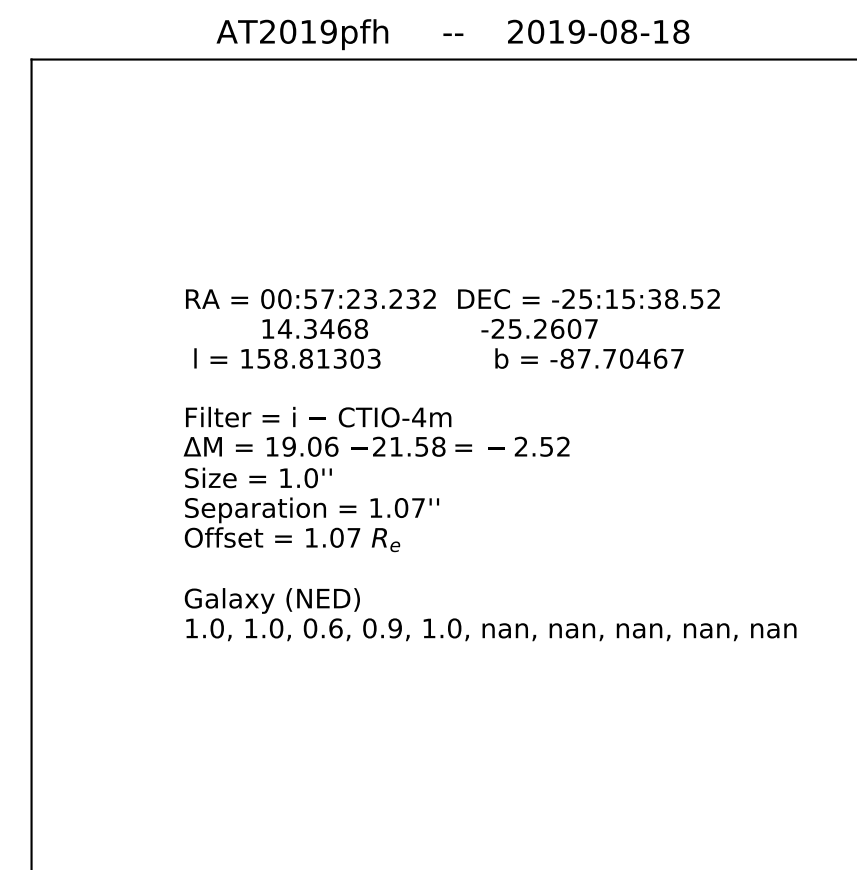 AT2019pfh -- 2019-08-18
RA = 00:57:23.232 DEC = -25:15:38.52
14.3468 -25.2607
l = 158.81303 b = -87.70467
Filter = i − CTIO-4m
ΔM = 19.06 −21.58 = − 2.52
Size = 1.0''
Separation = 1.07''
Offset = 1.07 Re
Galaxy (NED)
1.0, 1.0, 0.6, 0.9, 1.0, nan, nan, nan, nan, nan